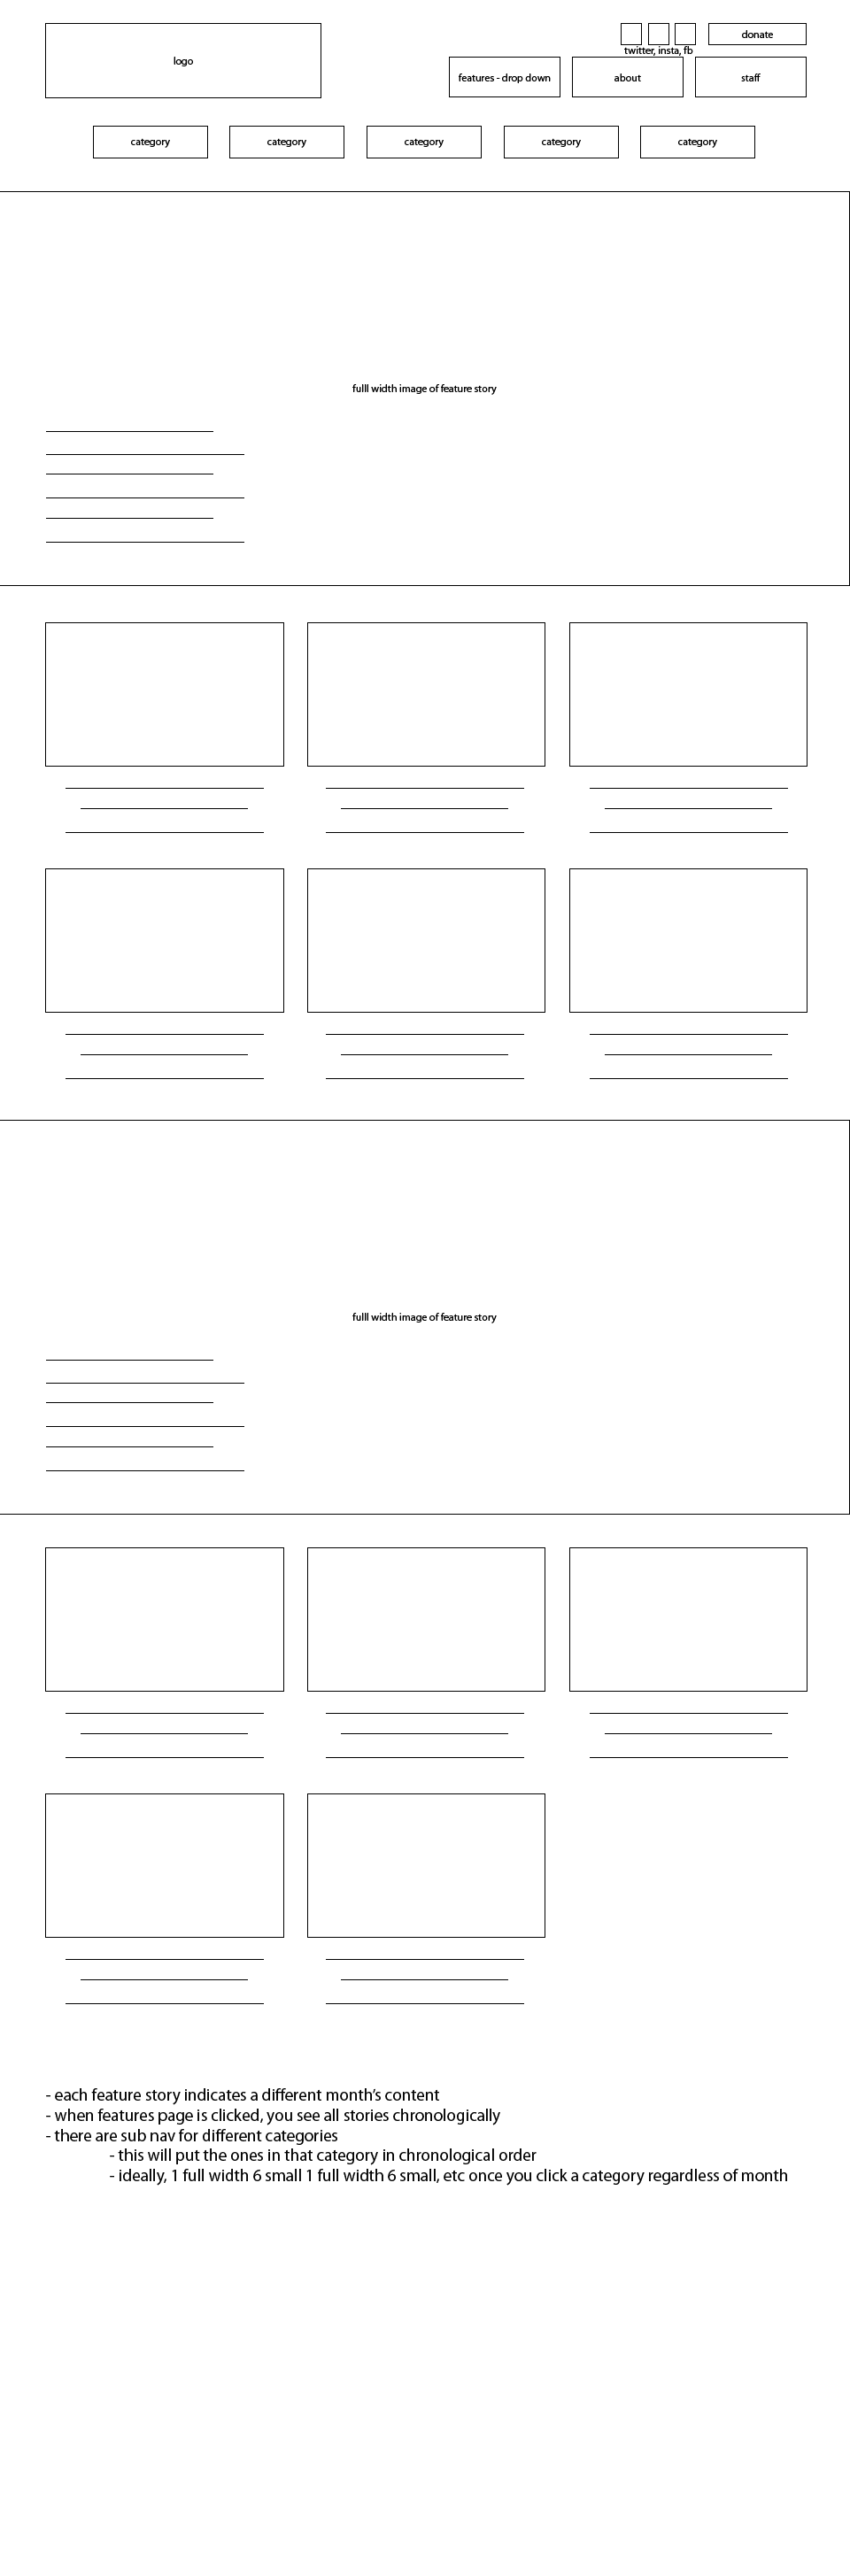 logo
donate
twitter, insta, fb
features - drop down
about
staff
category
category
category
category
category
fulll width image of feature story
fulll width image of feature story
- each feature story indicates a different month's content
- when features page is clicked, you see all stories chronologically
- there are sub nav for different categories
- this will put the ones in that category in chronological order
- ideally, 1 full width 6 small 1 full width 6 small, etc once you click a category regardless of month